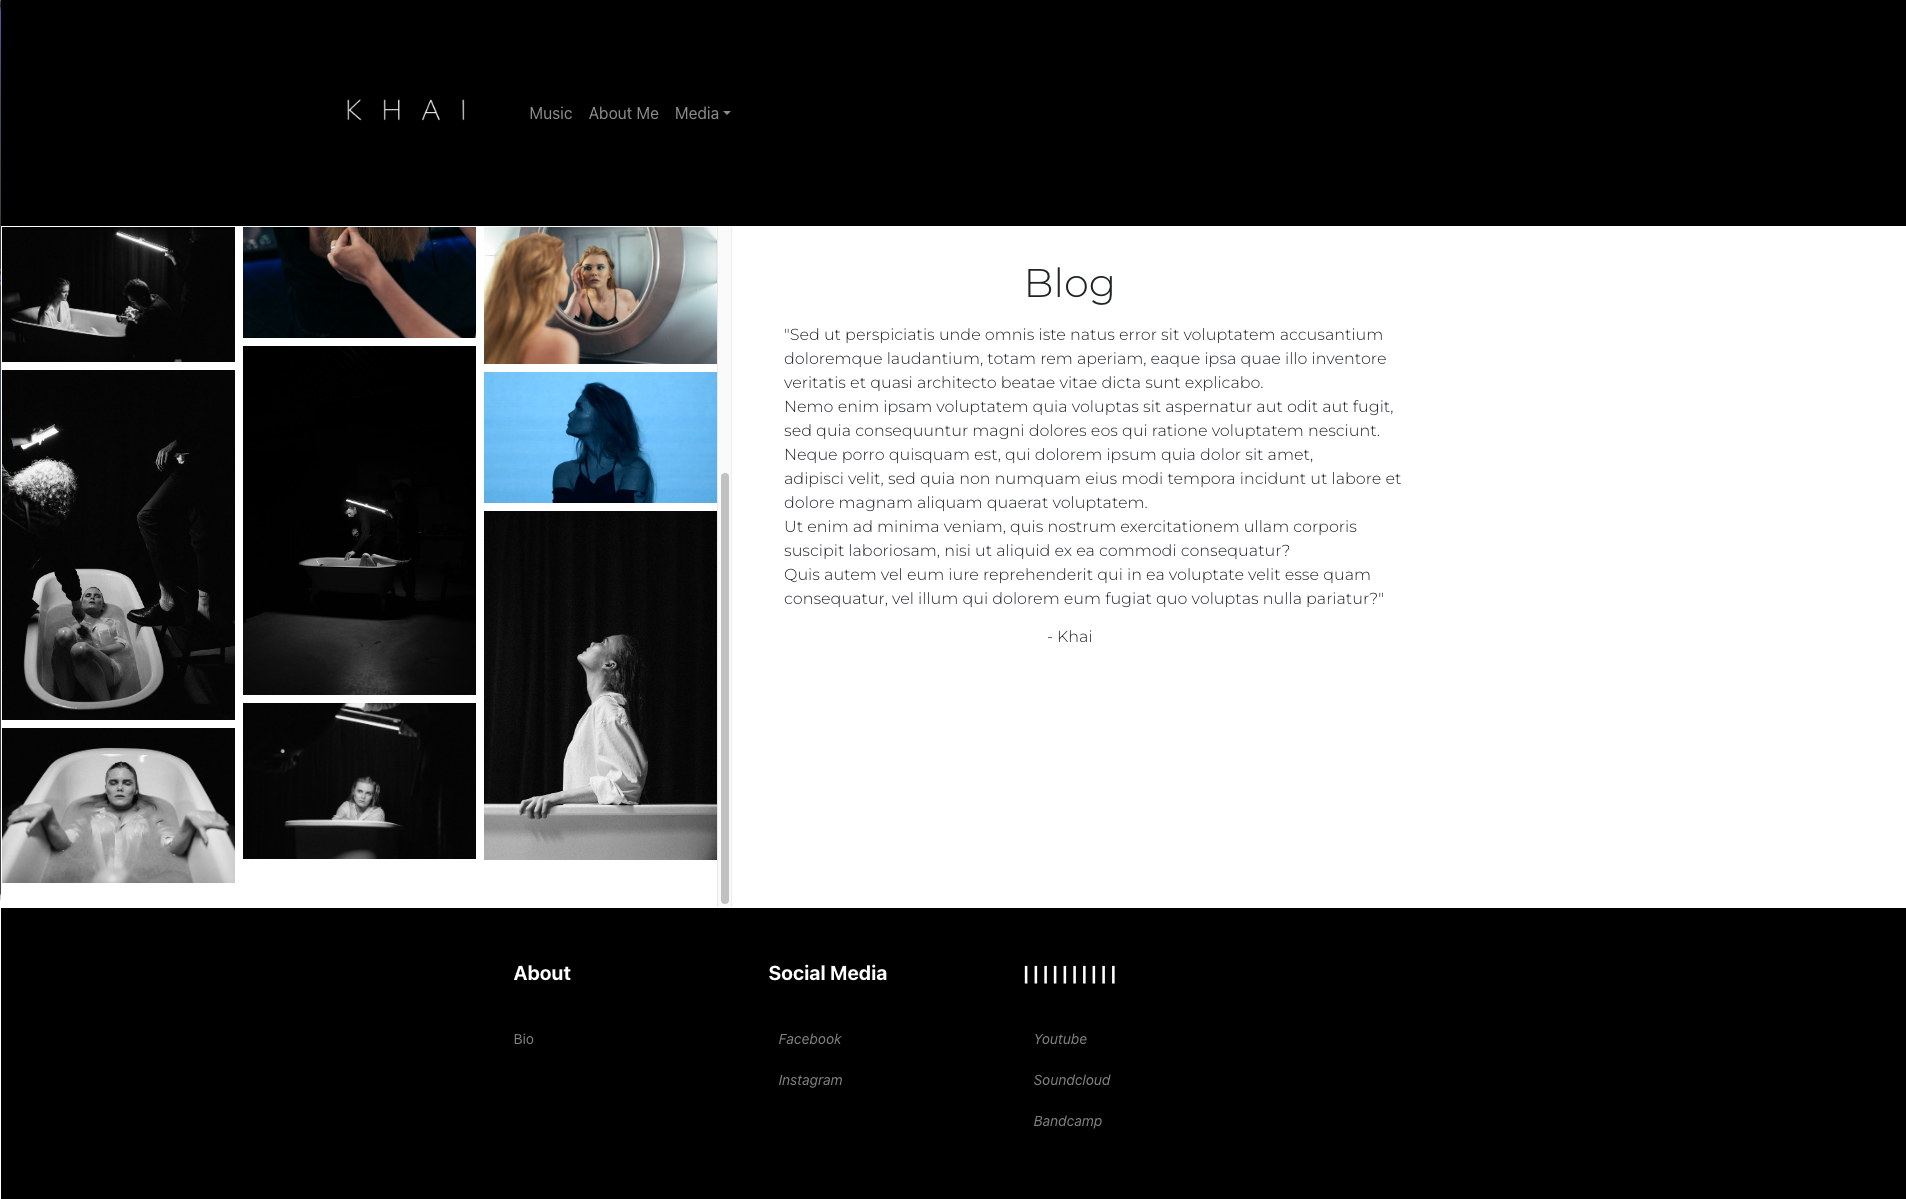 K H A I
Music About Me Media
Blog
"Sed ut perspiciatis unde omnis iste natus error sit voluptatem accusantium
doloremque laudantium, totam rem aperiam, eaque ipsa quae illo inventore
veritatis et quasi architecto beatae vitae dicta sunt explicabo.
Nemo enim ipsam voluptatem quia voluptas sit aspernatur aut odit aut fugit,
sed quia consequuntur magni dolores eos qui ratione voluptatem nesciunt.
Neque porro quisquam est, qui dolorem ipsum quia dolor sit amet,
adipisci velit, sed quia non numquam eius modi tempora incidunt ut labore et
dolore magnam aliquam quaerat voluptatem.
Ut enim ad minima veniam, quis nostrum exercitationem ullam corporis
suscipit laboriosam, nisi ut aliquid ex ea commodi consequatur?
Quis autem vel eum iure reprehenderit qui in ea voluptate velit esse quam
consequatur, vel illum qui dolorem eum fugiat quo voluptas nulla pariatur?"
- Khai
About
Bio
Social Media
Facebook
Instagram
| | | | | | | | | |
Youtube
Soundcloud
Bandcamp